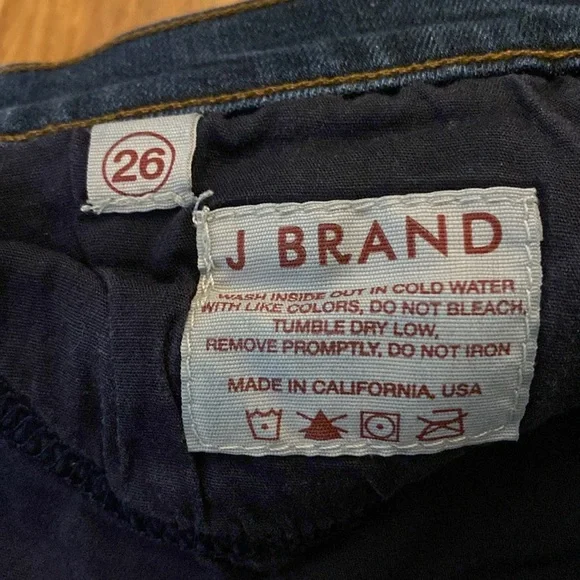 26
J BRAND
WASH INSIDE OUT IN COLD WATER
WITH LIKE COLORS, DO NOT BLEACH,
TUMBLE DRY LOW,
REMOVE PROMPTLY, DO NOT IRON
MADE IN CALIFORNIA, USA